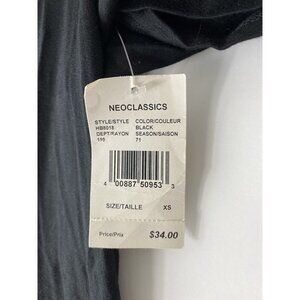 NEOCLASSICS
STYLE/STYLE COLOR/COULEUR
HB8018 BLACK
DEPT/RAYON SEASON/SAISON
190 71
4 00887 50953 3
SIZE/TAILLE XS
Price/Prix $34.00